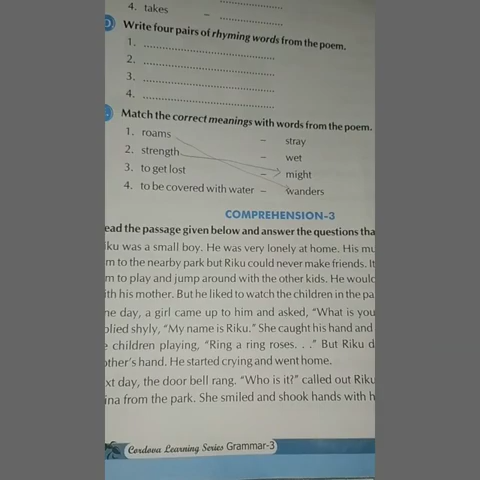 4. takes –
Write four pairs of rhyming words from the poem.
1. ........................................
2. ........................................
3. ........................................
4. ........................................
Match the correct meanings with words from the poem.
1. roams – stray
2. strength – wet
3. to get lost – might
4. to be covered with water – wanders
COMPREHENSION-3
ead the passage given below and answer the questions tha
ku was a small boy. He was very lonely at home. His mu
m to the nearby park but Riku could never make friends. It
m to play and jump around with the other kids. He woul
ith his mother. But he liked to watch the children in the pa
ne day, a girl came up to him and asked, "What is you
plied shyly, "My name is Riku." She caught his hand and
e children playing, "Ring a ring roses. . ." But Riku d
other's hand. He started crying and went home.
xt day, the door bell rang. "Who is it?" called out Riku
ina from the park. She smiled and shook hands with h
Cordova Learning Series Grammar-3